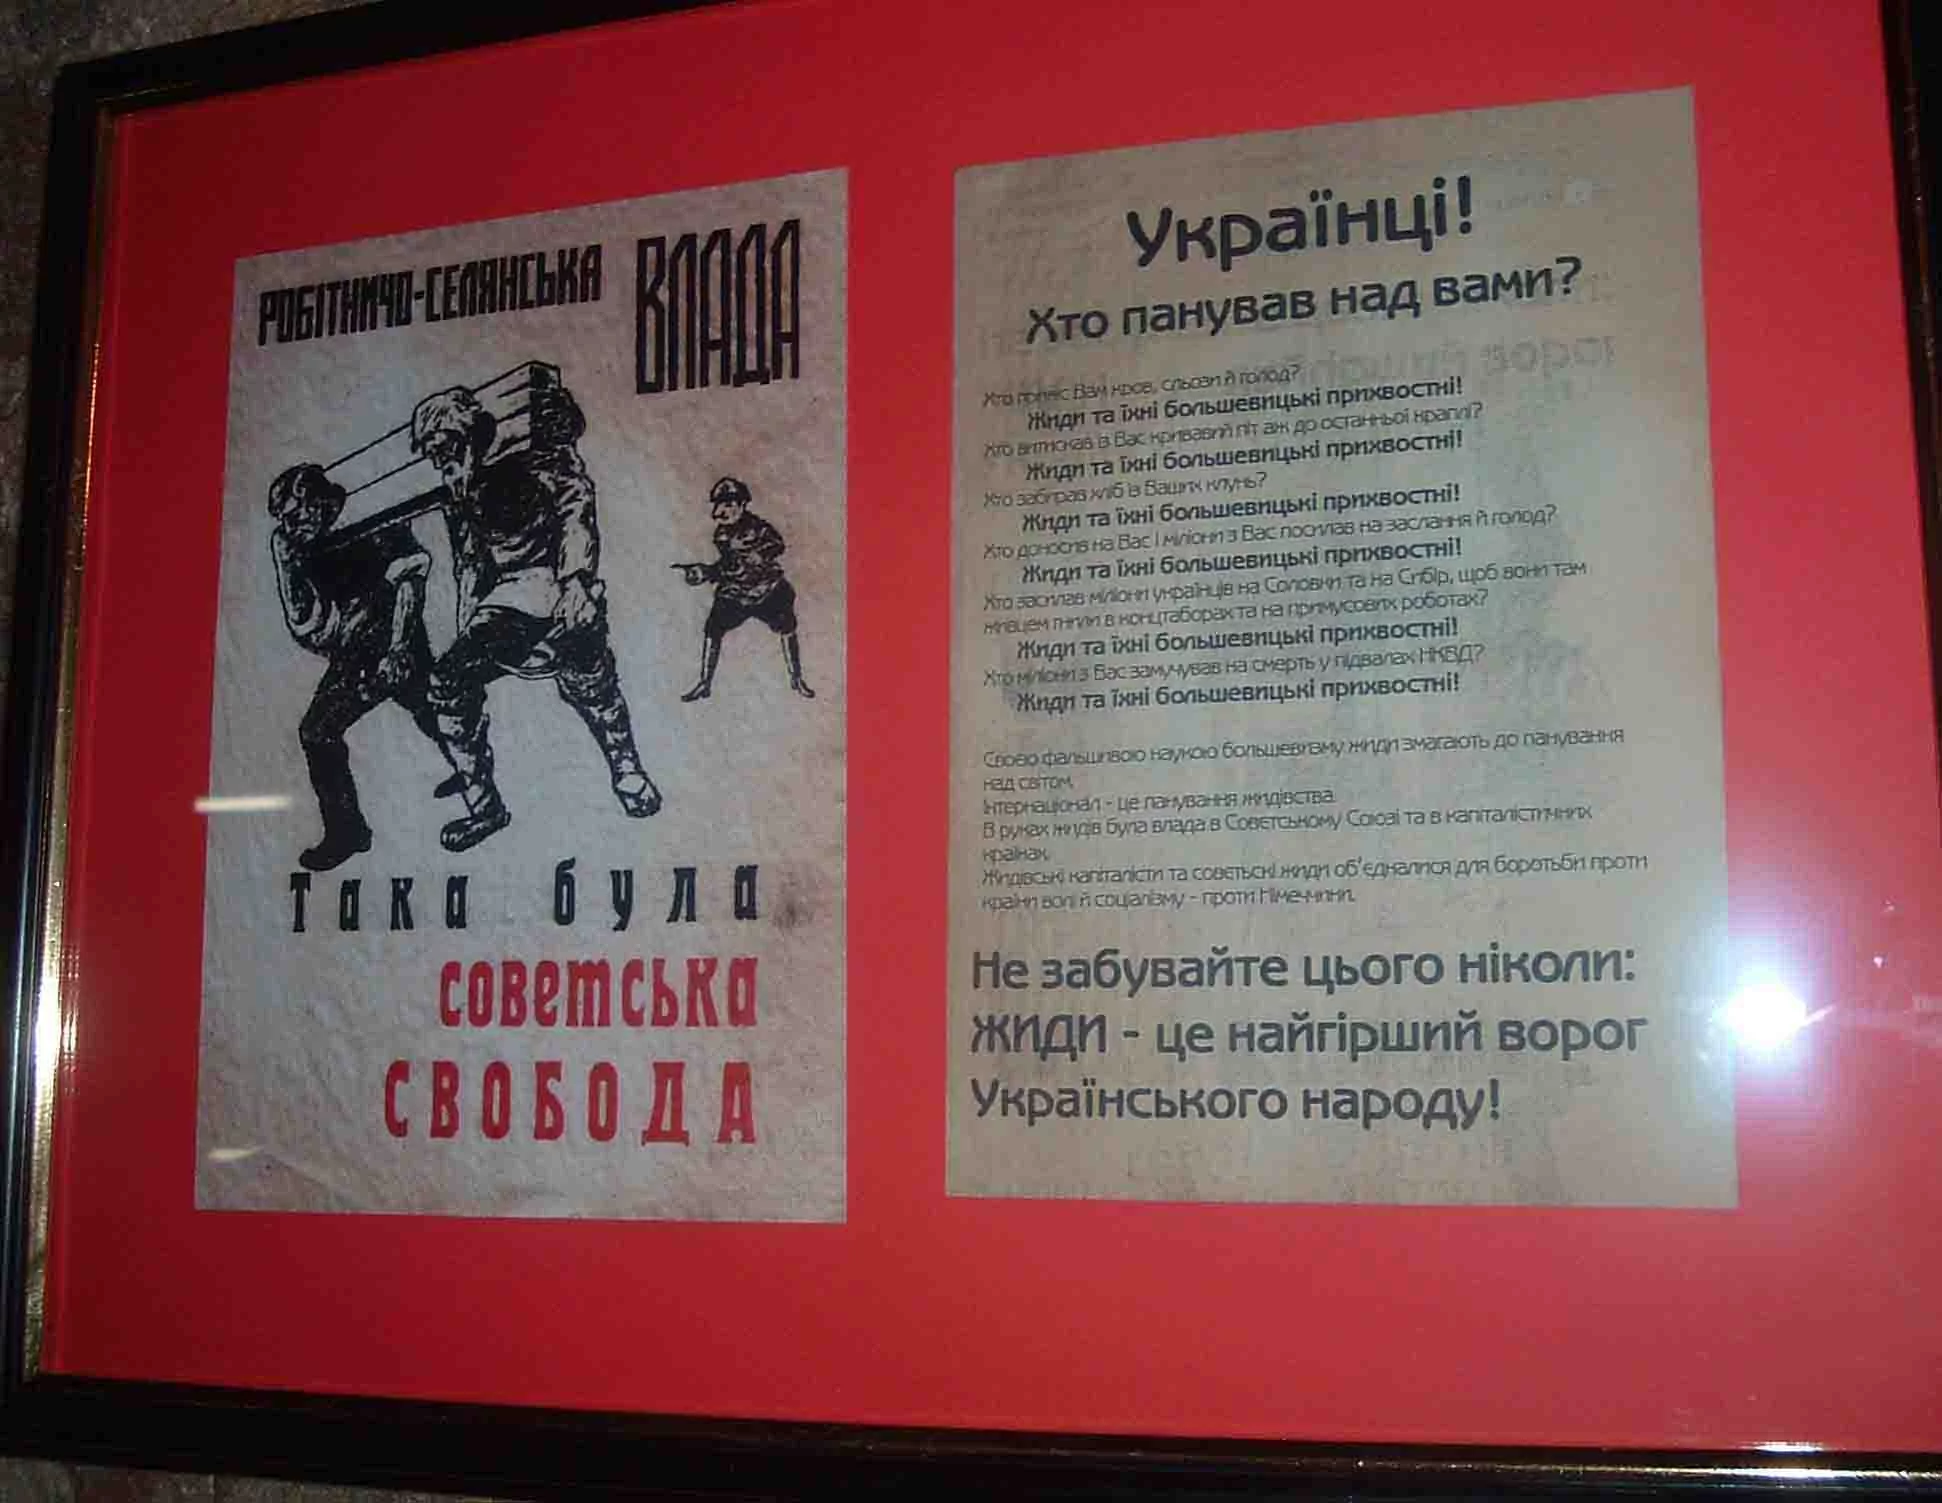 РОБІТНИЧО-СЕЛЯНСЬКА ВЛАДА
Така була
советська
СВОБОДА
Українці!
Хто панував над вами?
Хто приніс Вам кров, сльози й голод?
Жиди та їхні большевицькі прихвостні!
Хто витискав із Вас кривавий піт аж до останньої краплі?
Жиди та їхні большевицькі прихвостні!
Хто забирав хліб із Ваших клунь?
Жиди та їхні большевицькі прихвостні!
Хто доносив на Вас і міліони з Вас посилав на заслання й голод?
Жиди та їхні большевицькі прихвостні!
Хто засилав міліони українців на Соловки та на Сибір, щоб вони там
живцем гнили в концтаборах та на примусових роботах?
Жиди та їхні большевицькі прихвостні!
Хто міліони з Вас замучував на смерть у підвалах НКВД?
Жиди та їхні большевицькі прихвостні!
Своєю фальшивою наукою большевизму жиди змагають до панування
над світом.
Інтернаціонал - це панування жидівства.
В руках жидів була влада в Совєтському Союзі та в капіталістичних
країнах.
Жидівські капіталісти та совєтьскі жиди об'єдналися для боротьби проти
країни волі й соціалізму - проти Німеччини.
Не забувайте цього ніколи:
ЖИДИ - це найгірший ворог
Українського народу!